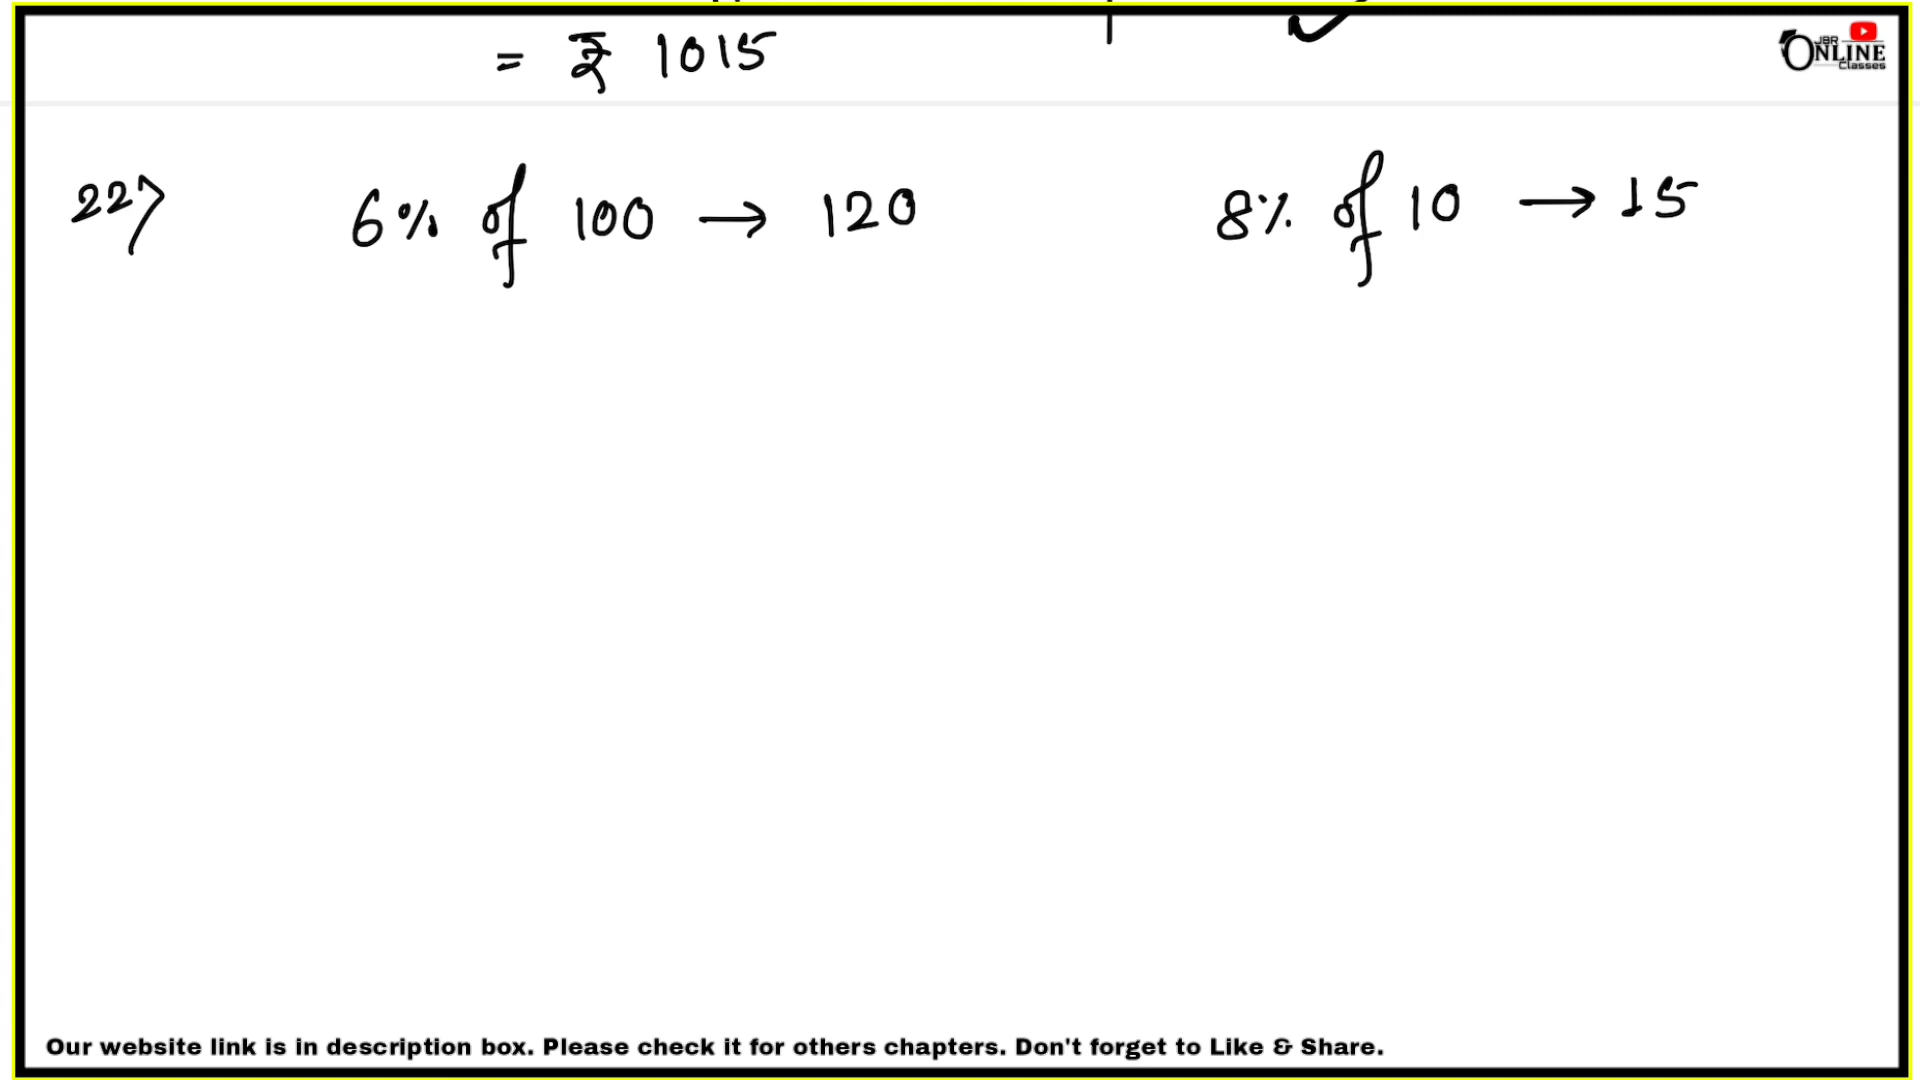 = ₹ 1015
JBR
ONLINE
Classes
22> 6% of 100 → 120 8% of 10 → 15
Our website link is in description box. Please check it for others chapters. Don't forget to Like & Share.